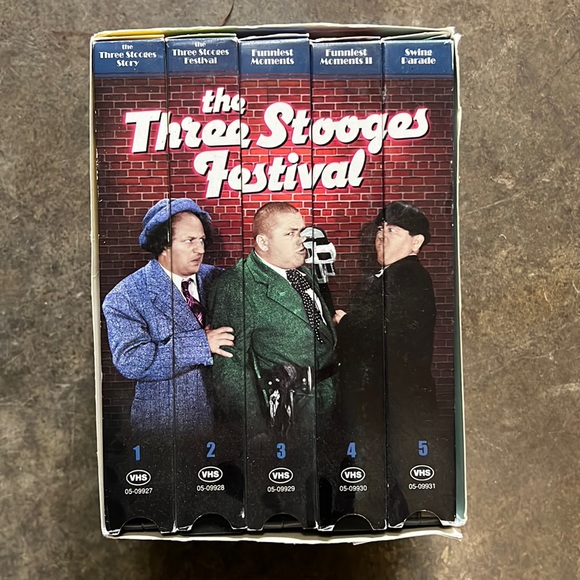 the
Three Stooges
Story
the
Three Stooges
Festival
Funniest
Moments
Funniest
Moments II
Swing
Parade
the
Three Stooges
Festival
1
2
3
4
5
VHS
VHS
VHS
VHS
VHS
05-09927
05-09928
05-09929
05-09930
05-09931